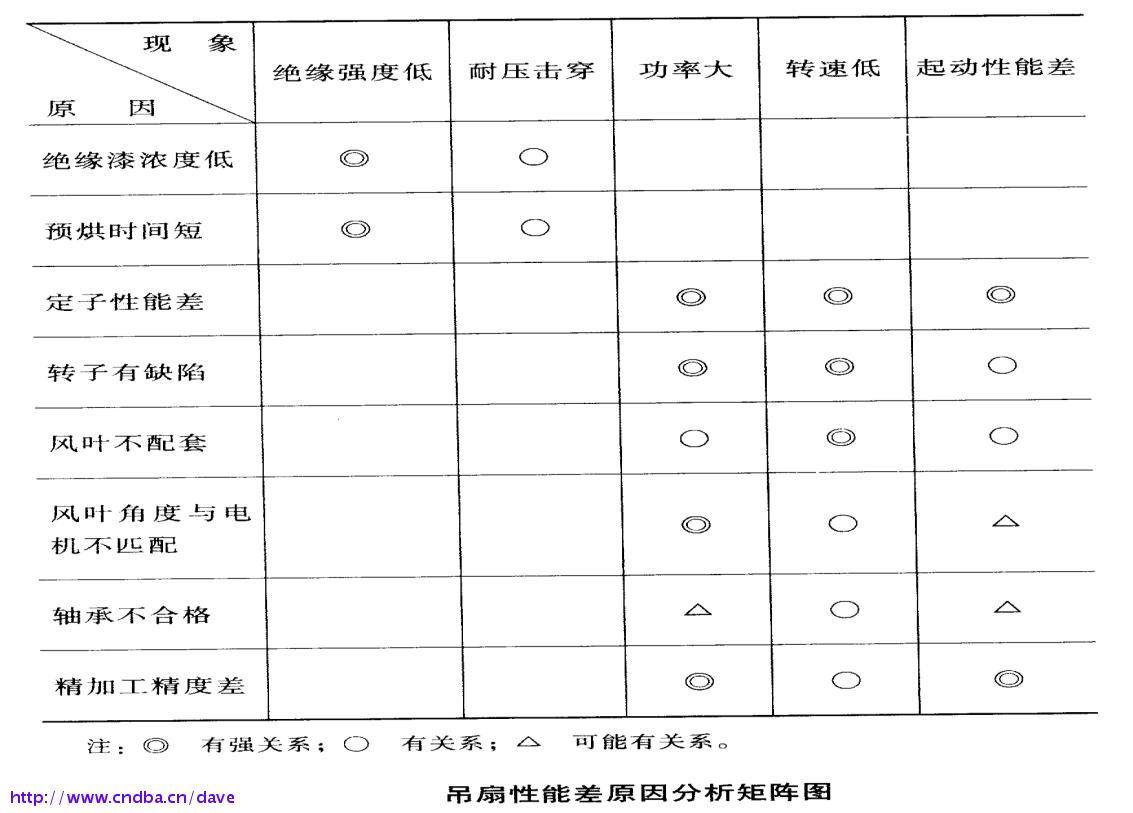 现 象
原 因
绝缘强度低 耐压击穿 功率大 转速低 起动性能差
绝缘漆浓度低 ◎ ○
预烘时间短 ◎ ○
定子性能差 ◎ ◎ ◎
转子有缺陷 ◎ ◎ ○
风叶不配套 ○ ◎ ○
风叶角度与电
机不匹配 ◎ ○ △
轴承不合格 △ ○ △
精加工精度差 ◎ ○ ◎
注：◎ 有强关系；○ 有关系；△ 可能有关系。
吊扇性能差原因分析矩阵图
http://www.cndba.cn/dave